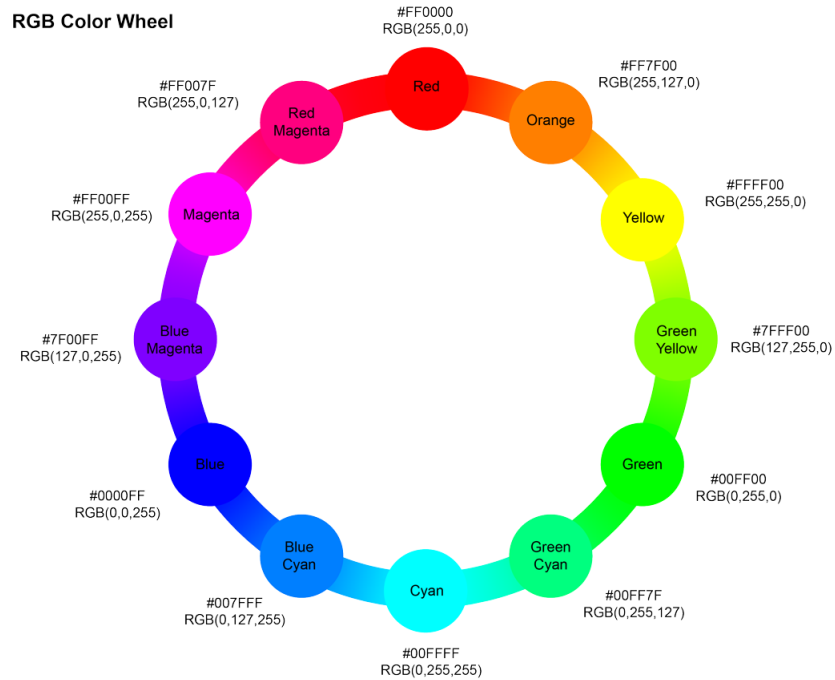 RGB Color Wheel
#FF0000
RGB(255,0,0)
Red
#FF7F00
RGB(255,127,0)
Orange
#FFFF00
RGB(255,255,0)
Yellow
#7FFF00
RGB(127,255,0)
Green
Yellow
#00FF00
RGB(0,255,0)
Green
#00FF7F
RGB(0,255,127)
Green
Cyan
#00FFFF
RGB(0,255,255)
Cyan
#007FFF
RGB(0,127,255)
Blue
Cyan
#0000FF
RGB(0,0,255)
Blue
#7F00FF
RGB(127,0,255)
Blue
Magenta
#FF00FF
RGB(255,0,255)
Magenta
#FF007F
RGB(255,0,127)
Red
Magenta